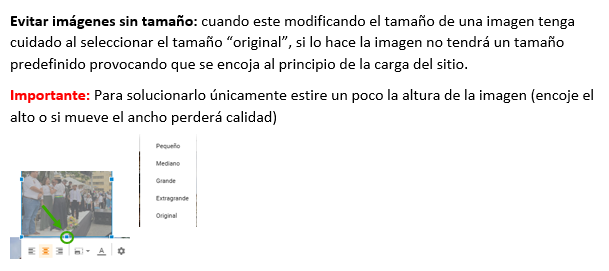 Evitar imágenes sin tamaño: cuando este modificando el tamaño de una imagen tenga
cuidado al seleccionar el tamaño “original”, si lo hace la imagen no tendrá un tamaño
predefinido provocando que se encoja al principio de la carga del sitio.
Importante: Para solucionarlo únicamente estire un poco la altura de la imagen (encoje el
alto o si mueve el ancho perderá calidad)
Pequeño
Mediano
Grande
Extragrande
Original
A